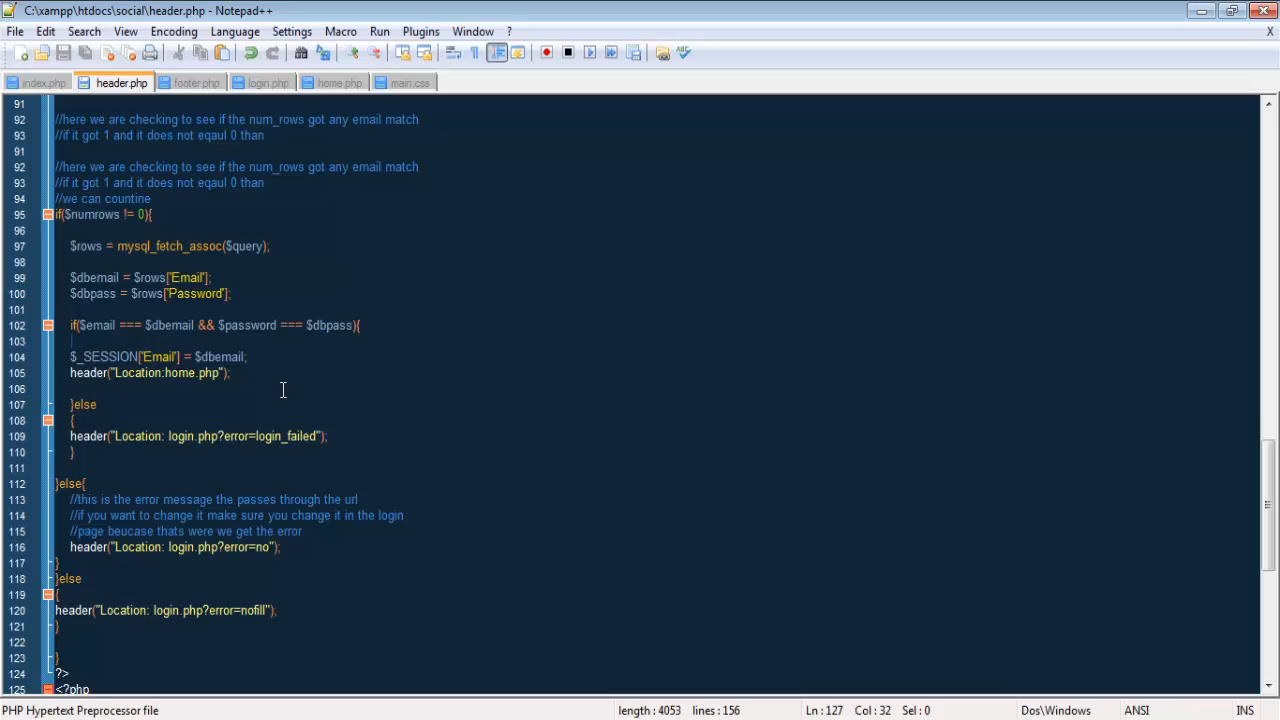 C:\xampp\htdocs\social\header.php - Notepad++
File Edit Search View Encoding Language Settings Macro Run Plugins Window ? X
index.php header.php footer.php login.php home.php main.css
91
92 //here we are checking to see if the num_rows got any email match
93 //if it got 1 and it does not eqaul 0 than
91
92 //here we are checking to see if the num_rows got any email match
93 //if it got 1 and it does not eqaul 0 than
94 //we can countine
95 if($numrows != 0){
96
97 $rows = mysql_fetch_assoc($query);
98
99 $dbemail = $rows['Email'];
100 $dbpass = $rows['Password'];
101
102 if($email === $dbemail && $password === $dbpass){
103
104 $_SESSION['Email'] = $dbemail;
105 header("Location:home.php");
106
107 }else
108 {
109 header("Location: login.php?error=login_failed");
110 }
111
112 }else{
113 //this is the error message the passes through the url
114 //if you want to change it make sure you change it in the login
115 //page beucase thats were we get the error
116 header("Location: login.php?error=no");
117 }
118 }else
119 {
120 header("Location: login.php?error=nofill");
121 }
122
123 }
124 ?>
125 <?php
PHP Hypertext Preprocessor file length : 4053 lines : 156 Ln : 127 Col : 32 Sel : 0 Dos\Windows ANSI INS